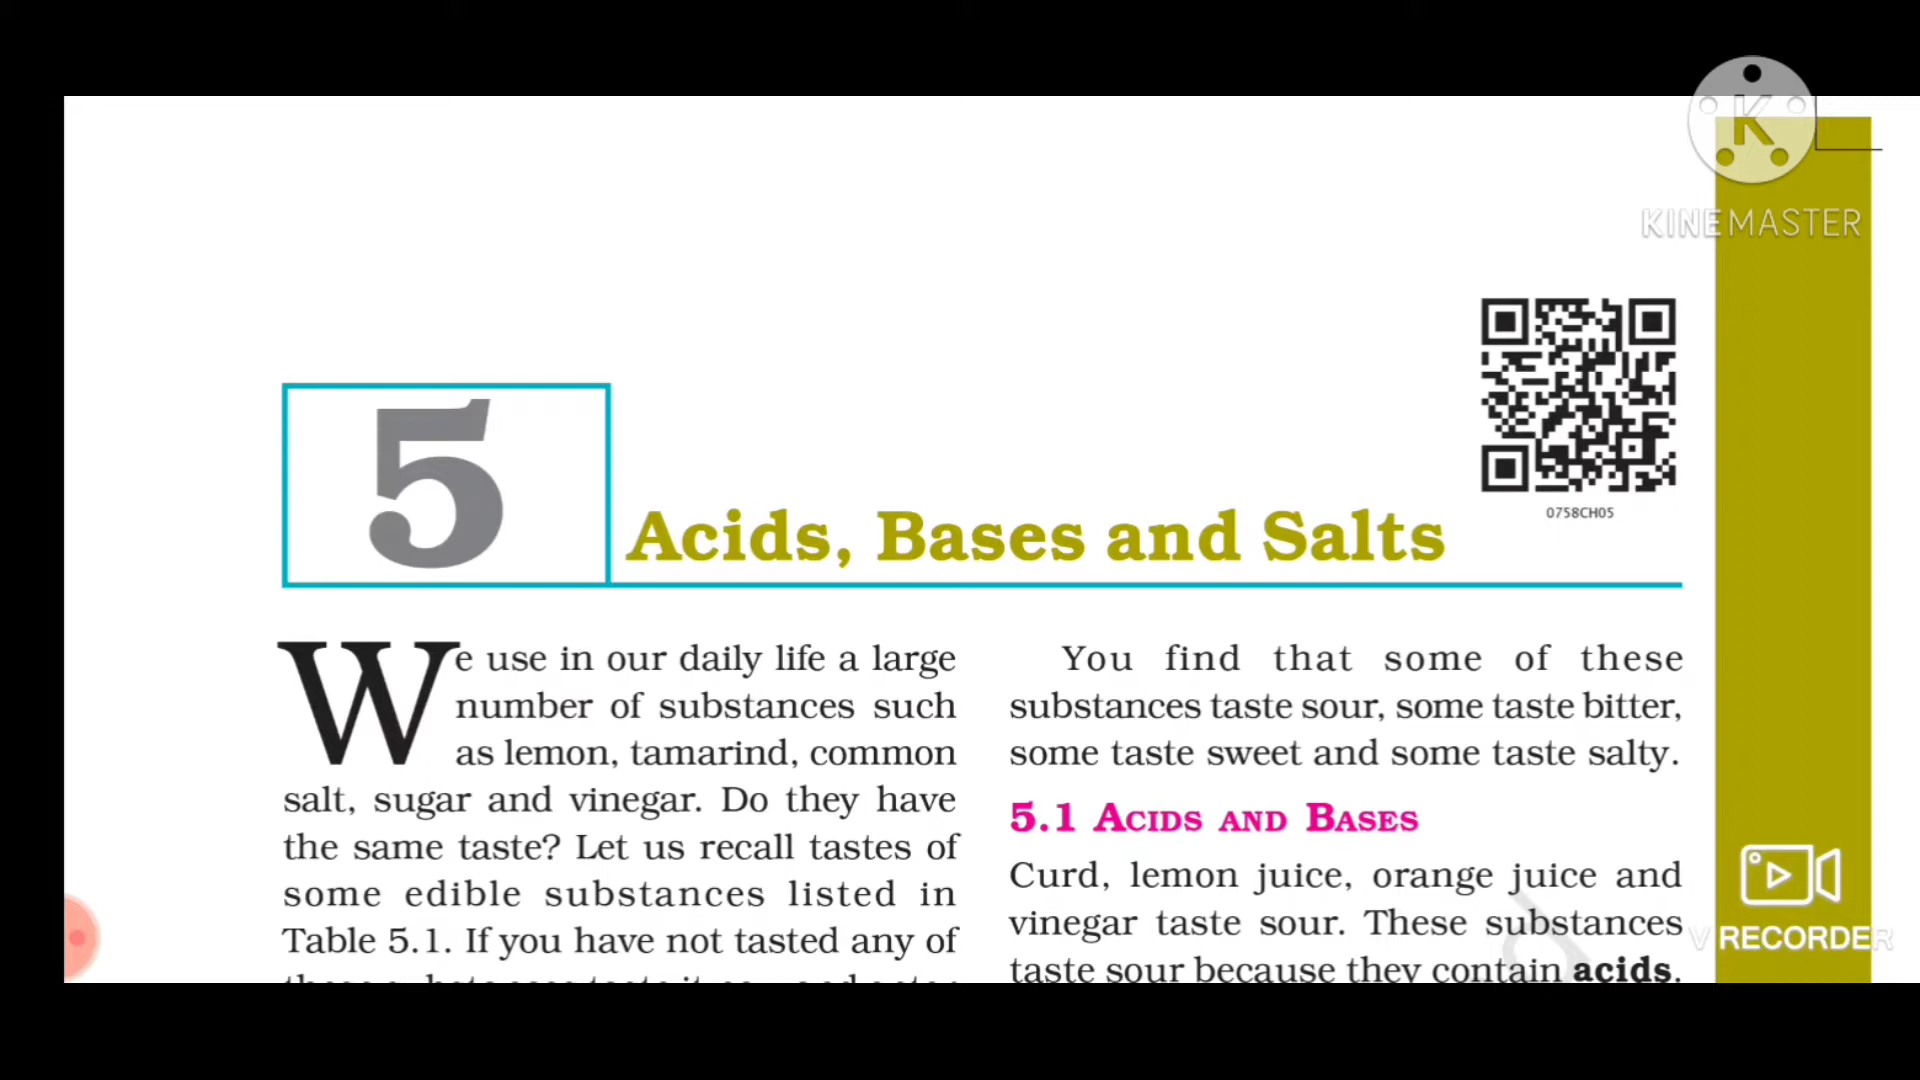 K
KINEMASTER
0758CH05
5
Acids, Bases and Salts
We use in our daily life a large
number of substances such
as lemon, tamarind, common
salt, sugar and vinegar. Do they have
the same taste? Let us recall tastes of
some edible substances listed in
Table 5.1. If you have not tasted any of
You find that some of these
substances taste sour, some taste bitter,
some taste sweet and some taste salty.
5.1 ACIDS AND BASES
Curd, lemon juice, orange juice and
vinegar taste sour. These substances
taste sour because they contain acids.
V RECORDER